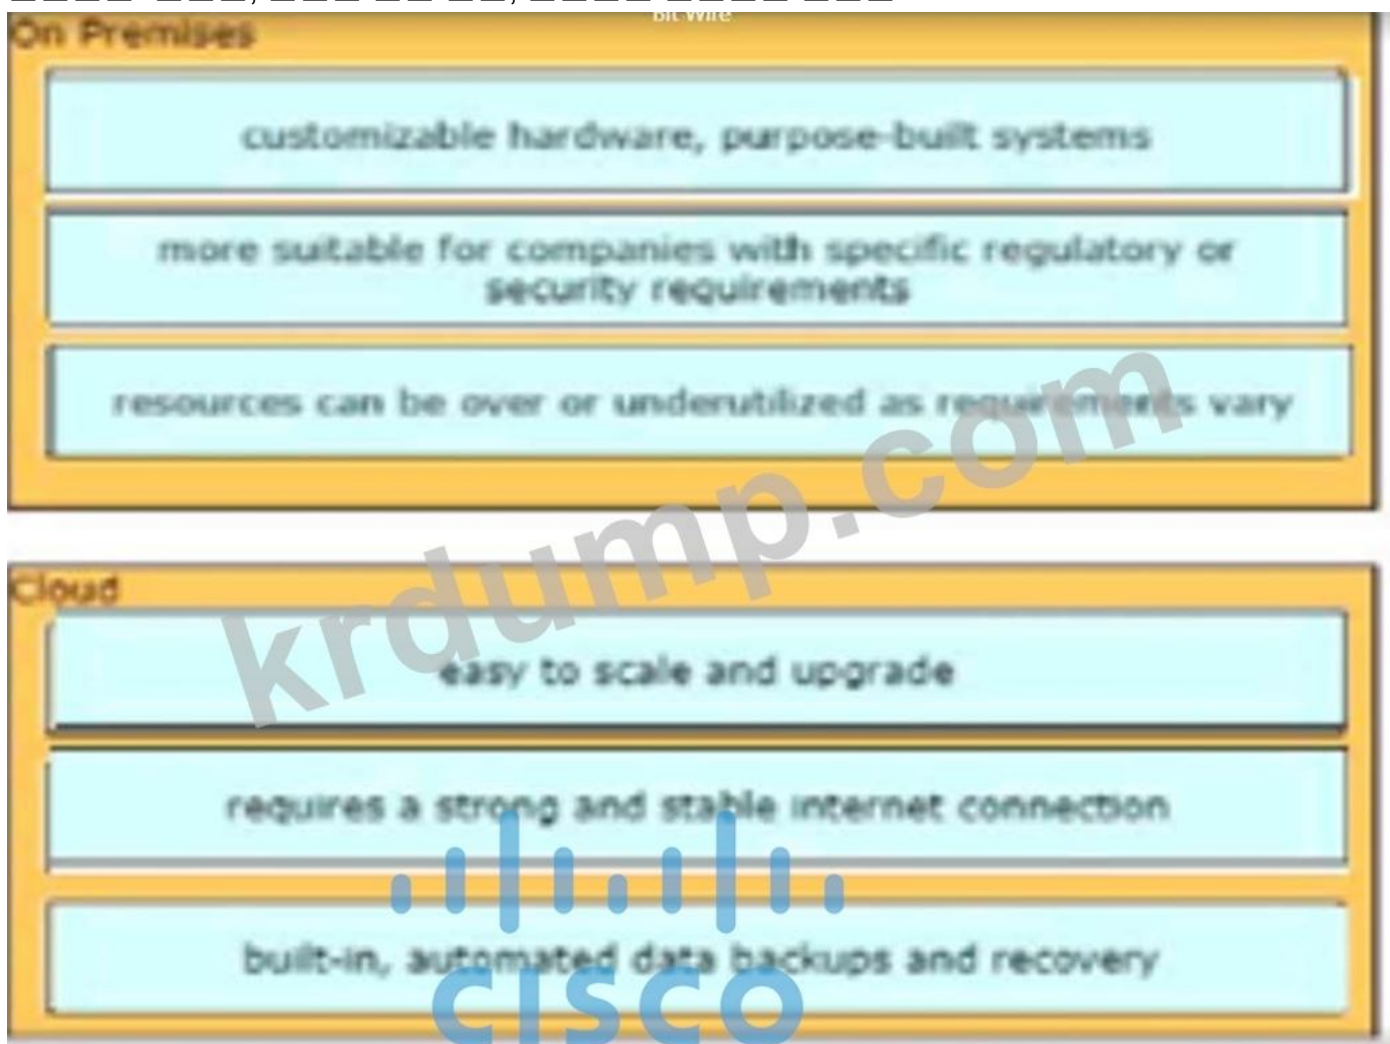 Bit Wire
On Premises
customizable hardware, purpose-built systems
more suitable for companies with specific regulatory or
security requirements
resources can be over or underutilized as requirements vary
krdump.com
Cloud
easy to scale and upgrade
requires a strong and stable internet connection
built-in, automated data backups and recovery
CISCO